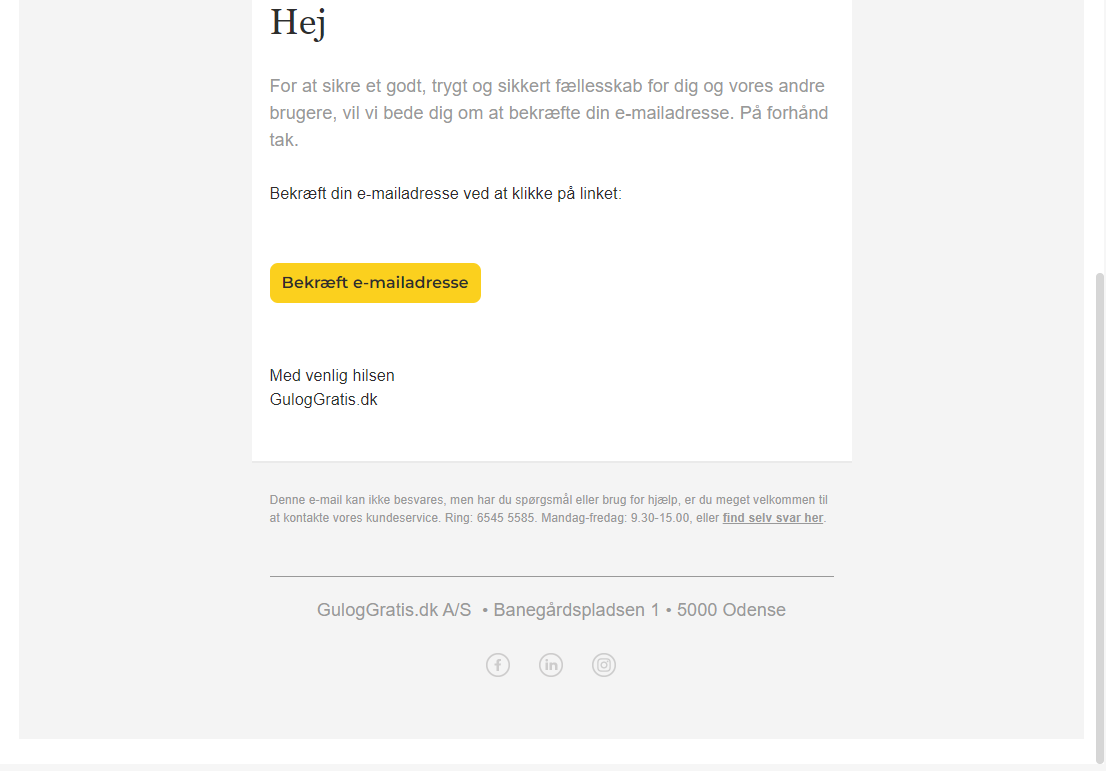 Hej
For at sikre et godt, trygt og sikkert fællesskab for dig og vores andre
brugere, vil vi bede dig om at bekræfte din e-mailadresse. På forhånd
tak.
Bekræft din e-mailadresse ved at klikke på linket:
Bekræft e-mailadresse
Med venlig hilsen
GulogGratis.dk
Denne e-mail kan ikke besvares, men har du spørgsmål eller brug for hjælp, er du meget velkommen til
at kontakte vores kundeservice. Ring: 6545 5585. Mandag-fredag: 9.30-15.00, eller find selv svar her.
GulogGratis.dk A/S • Banegårdspladsen 1 • 5000 Odense